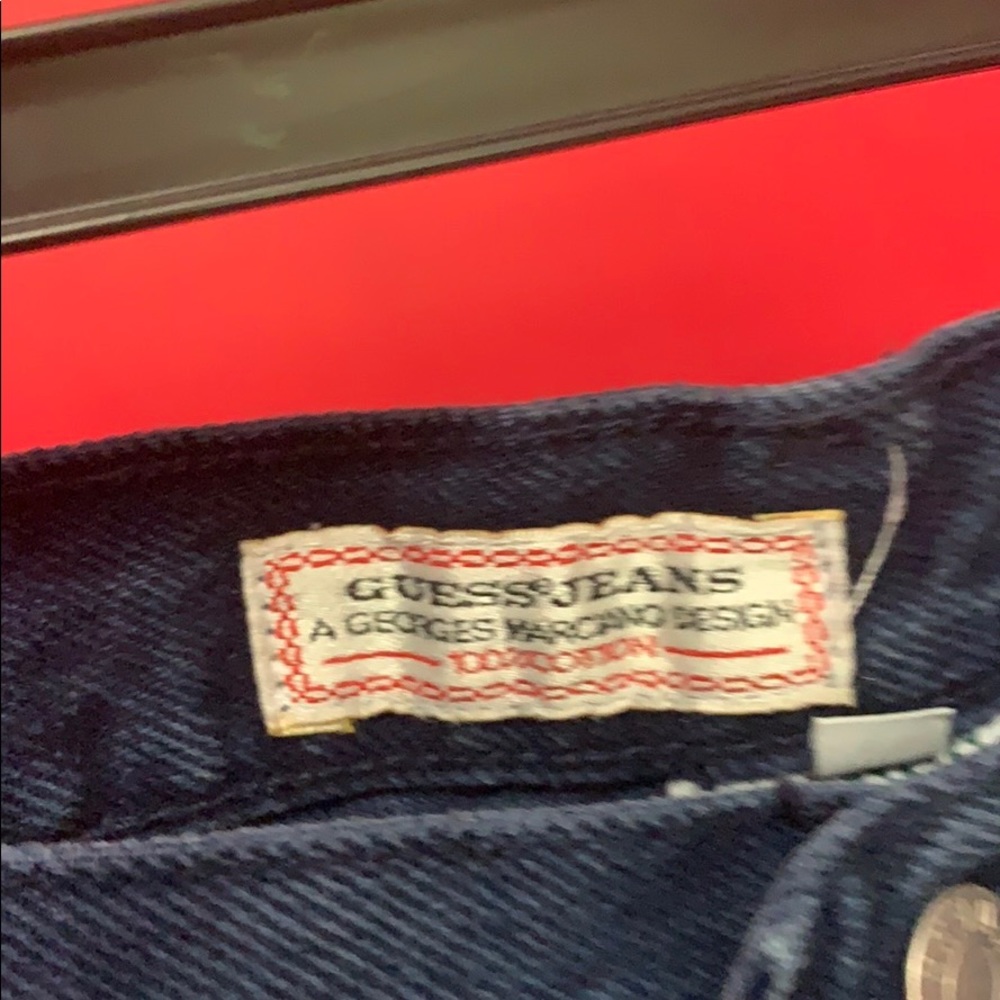 GUESS® JEANS
A GEORGES MARCIANO DESIGN
100% COTTON